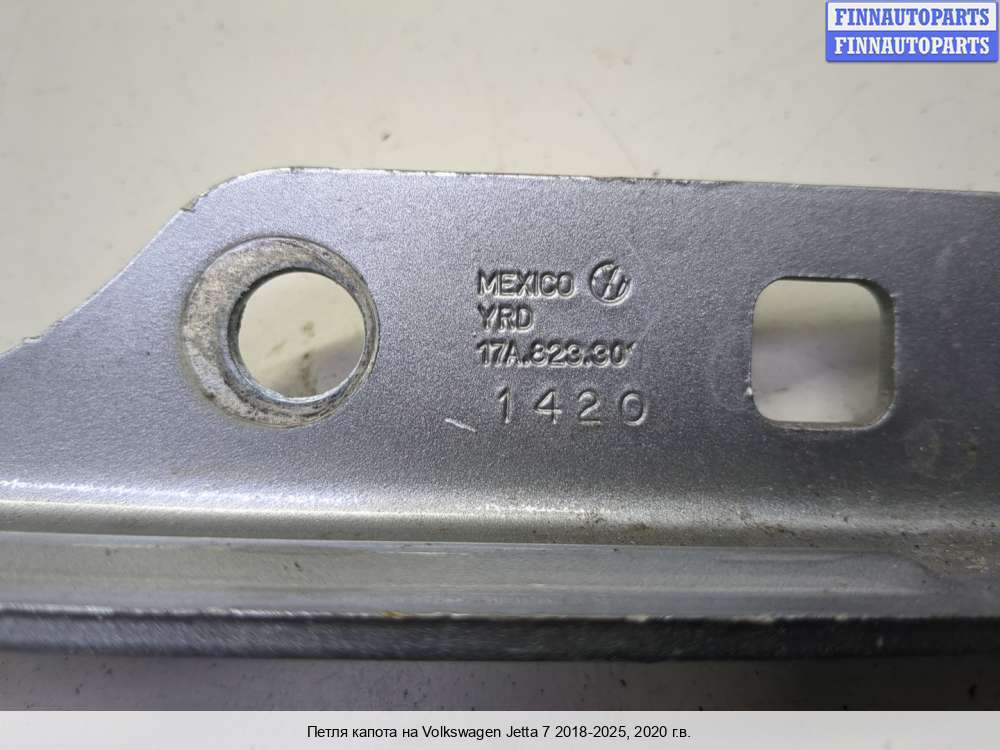 FINNAUTOPARTS
FINNAUTOPARTS
MEXICO
YRD
17A.823.301
1420
Петля капота на Volkswagen Jetta 7 2018-2025, 2020 г.в.